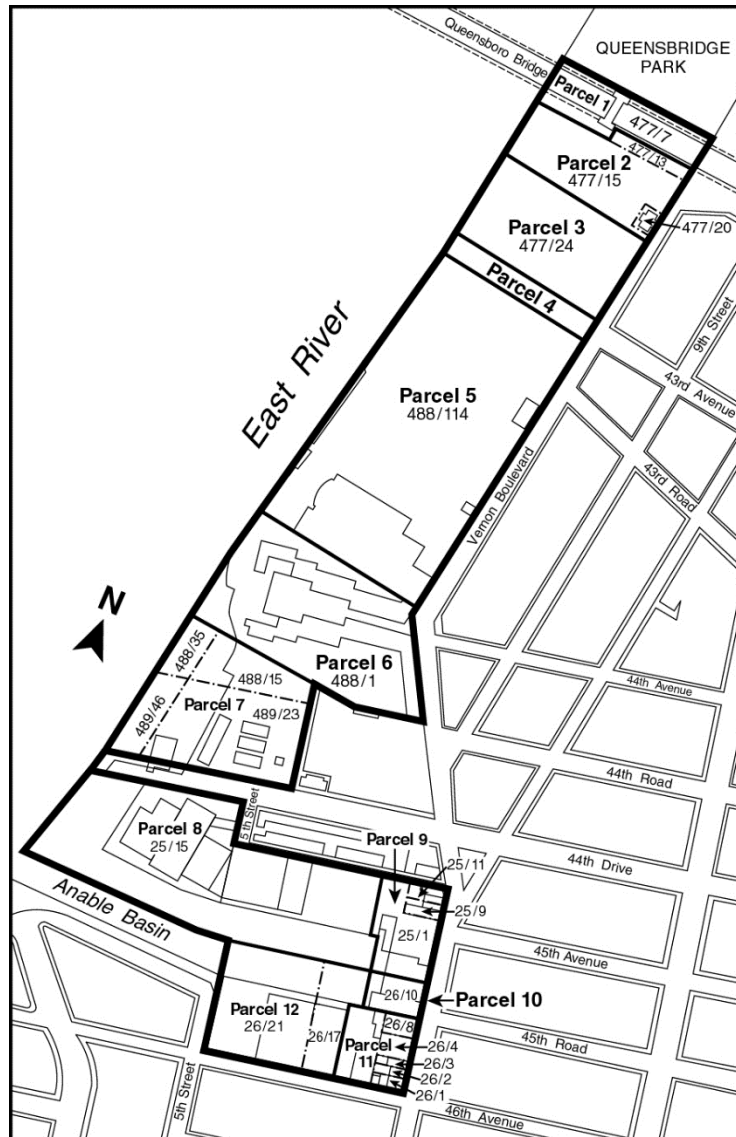 QUEENSBRIDGE
PARK
Queensboro Bridge
Parcel 1
477/7
477/13
Parcel 2
477/15
477/20
Parcel 3
477/24
Parcel 4
9th Street
43rd Avenue
East River
Parcel 5
488/114
43rd Road
Vernon Boulevard
N
Parcel 6
488/1
44th Avenue
488/35
488/15
489/46
Parcel 7
489/23
44th Road
5th Street
Parcel 8
25/15
Parcel 9
44th Drive
25/11
25/9
Anable Basin
25/1
45th Avenue
26/10
Parcel 10
Parcel 12
26/21
26/17
26/8
Parcel
11
26/4
45th Road
26/3
26/2
26/1
5th Street
46th Avenue